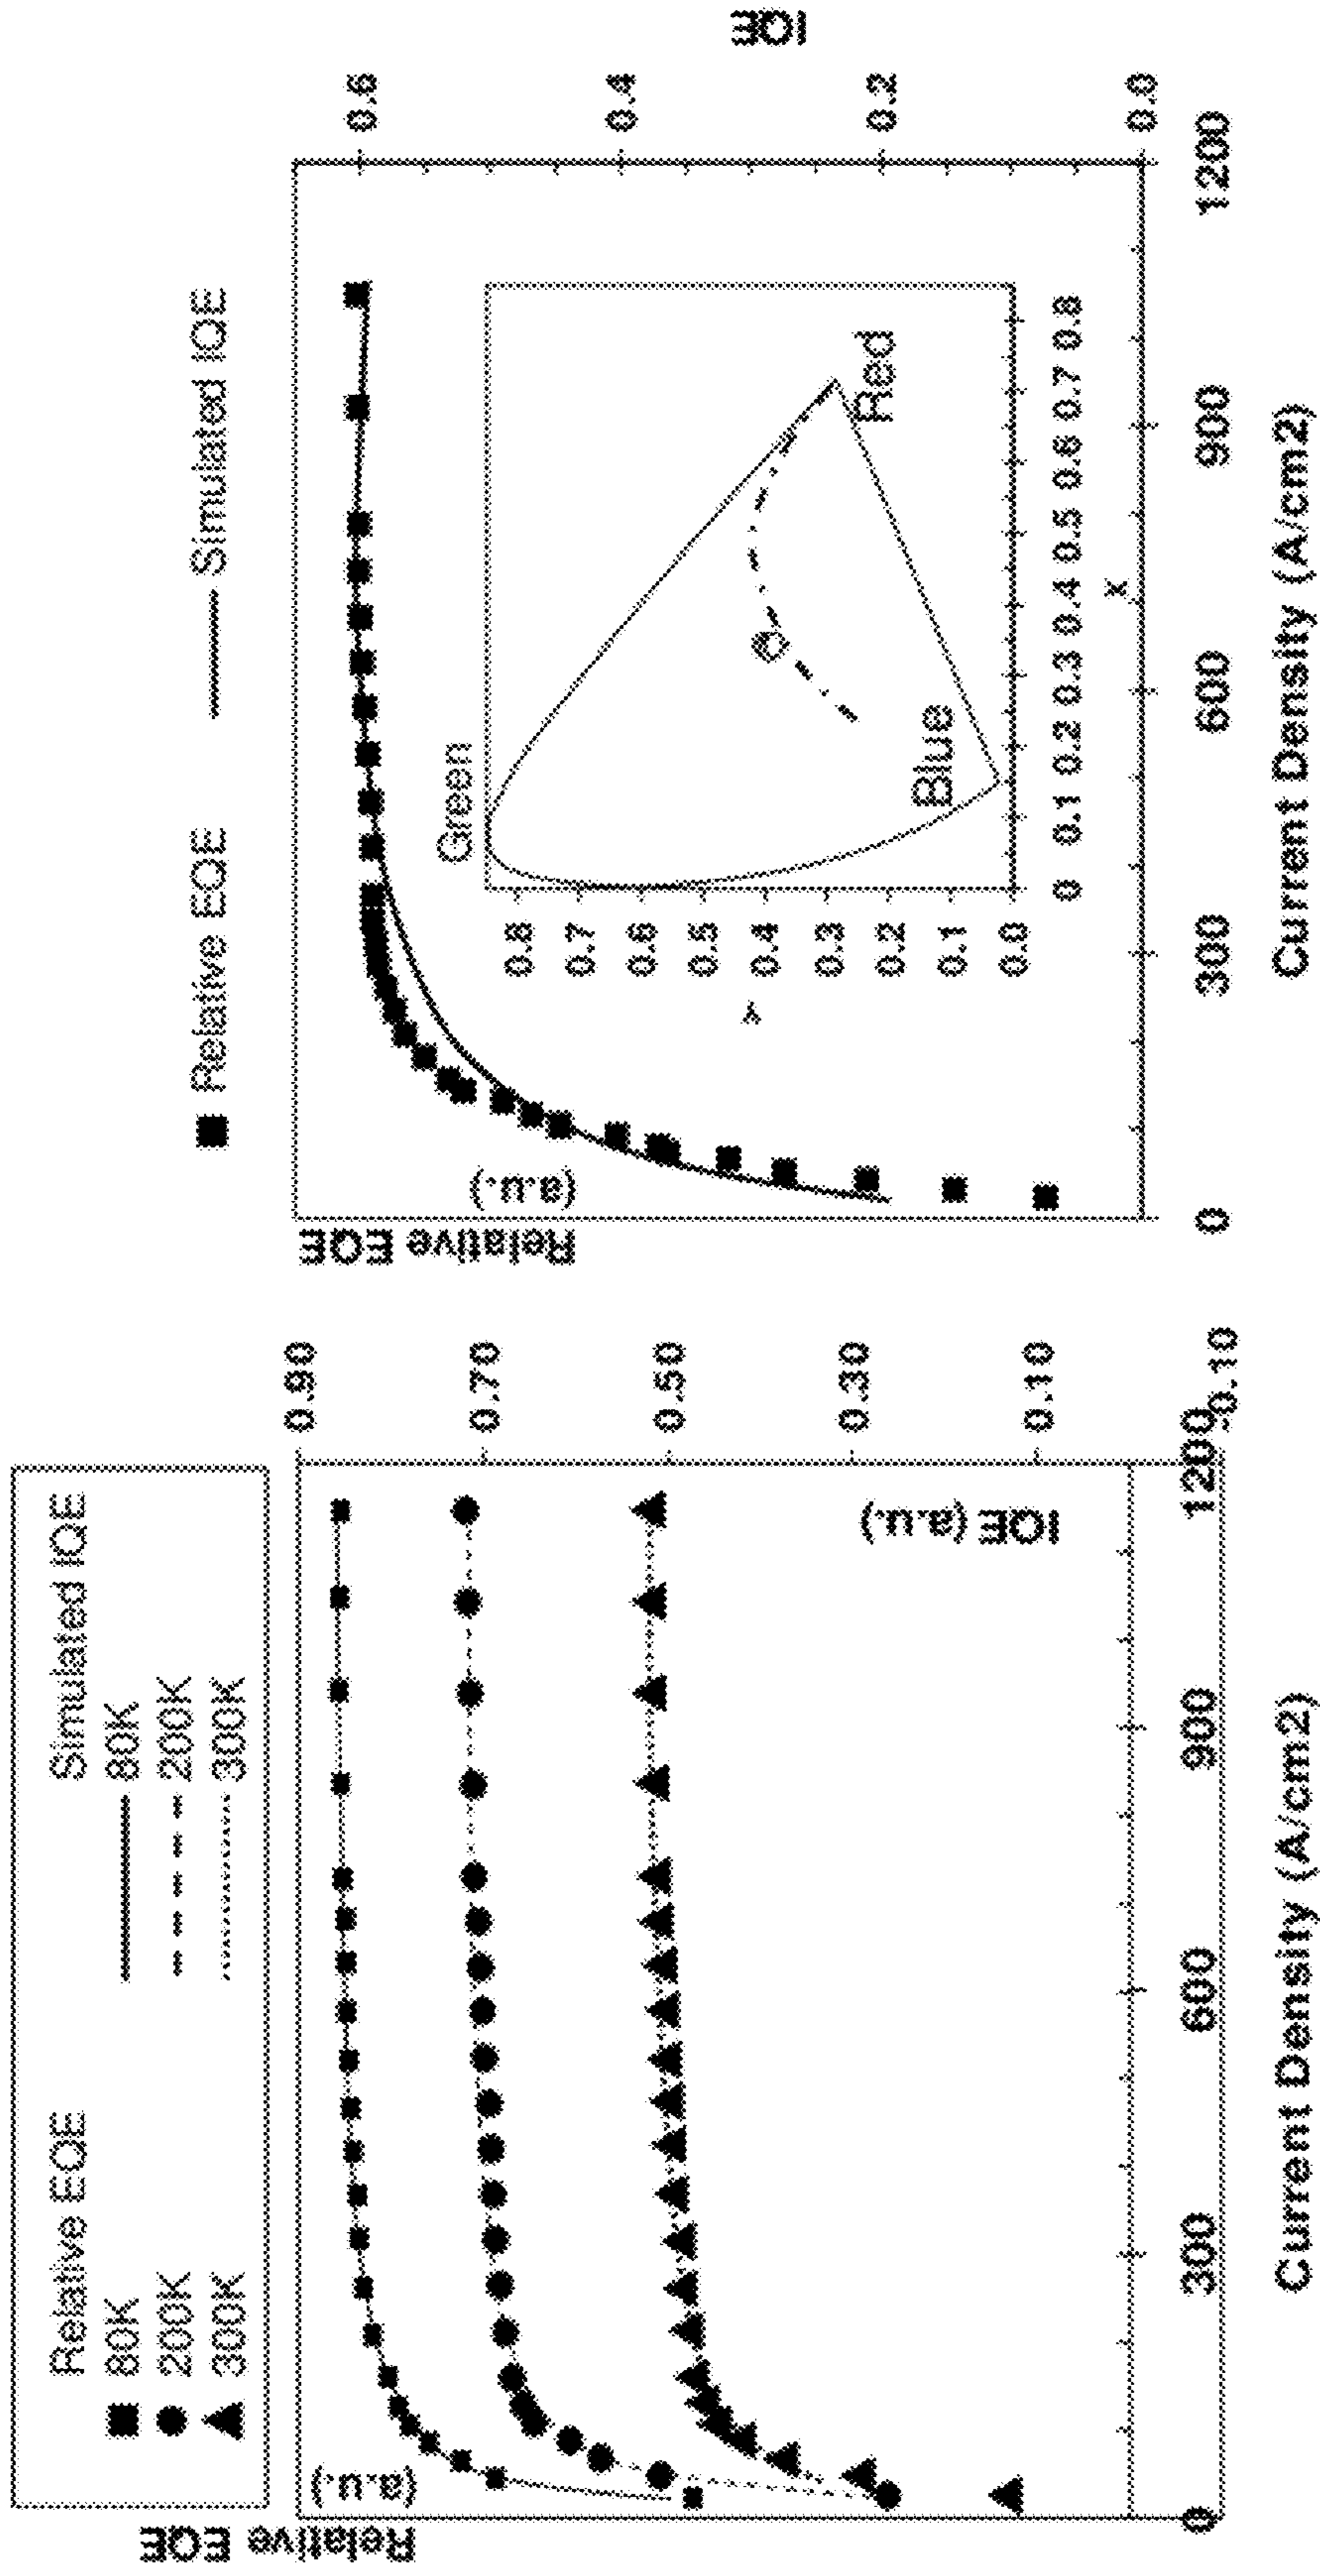 Relative EQE
Simulated IQE
80K
80K
200K
200K
300K
300K
Relative EQE
(a.u.)
0.90
0.70
0.50
0.30
0.10
-0.10
IQE (a.u.)
0
300
600
900
1200
Current Density (A/cm2)
Relative EQE
Simulated IQE
Relative EQE
(a.u.)
0.6
0.4
0.2
0.0
IQE
Green
Blue
Red
0.8
0.7
0.6
0.5
0.4
0.3
0.2
0.1
0.0
Y
0 0.1 0.2 0.3 0.4 0.5 0.6 0.7 0.8
x
0
300
600
900
1200
Current Density (A/cm2)